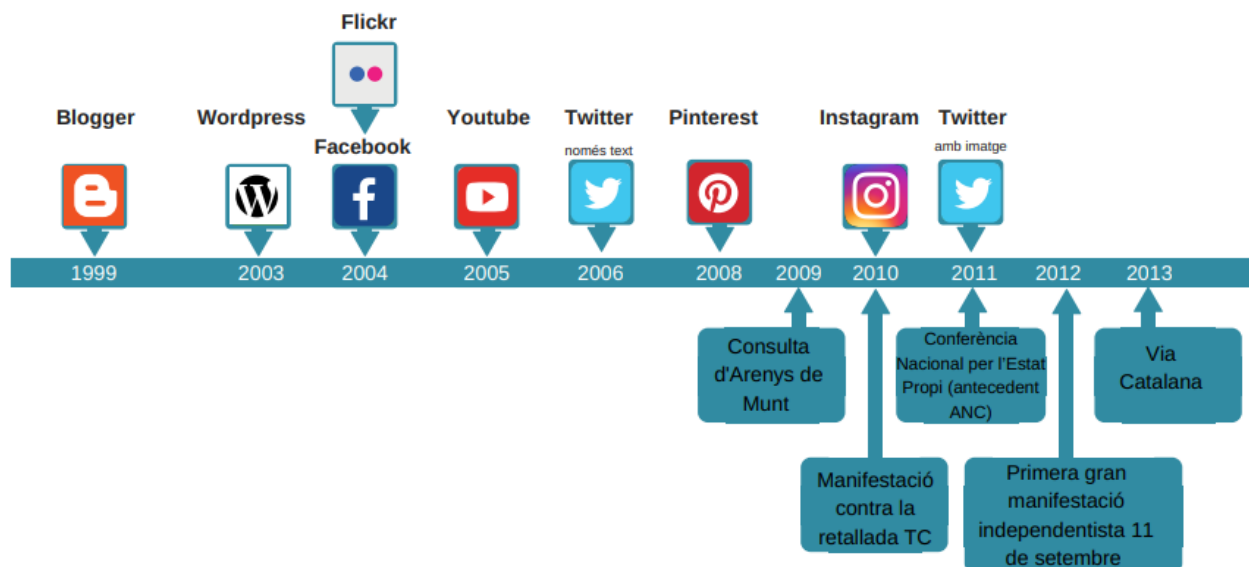 Flickr
Blogger
Wordpress
Facebook
Youtube
Twitter
només text
Pinterest
Instagram
Twitter
amb imatge
1999
2003
2004
2005
2006
2008
2009
2010
2011
2012
2013
Consulta
d'Arenys de
Munt
Conferència
Nacional per l'Estat
Propi (antecedent
ANC)
Via
Catalana
Manifestació
contra la
retallada TC
Primera gran
manifestació
independentista 11
de setembre